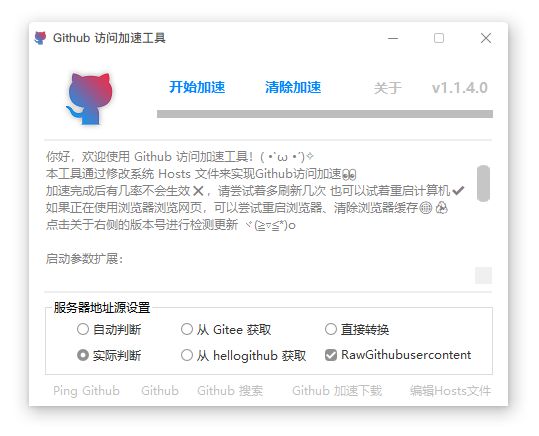 Github 访问加速工具
开始加速 清除加速 关于 v1.1.4.0
你好，欢迎使用 Github 访问加速工具！( •̀ ω •́ )✧
本工具通过修改系统 Hosts 文件来实现Github访问加速👀
加速完成后有几率不会生效❌，请尝试着多刷新几次 也可以试着重启计算机✔
如果正在使用浏览器浏览网页，可以尝试重启浏览器、清除浏览器缓存🌐♻
点击关于右侧的版本号进行检测更新 ヾ(≧▽≦*)o
启动参数扩展：
服务器地址源设置
自动判断 从 Gitee 获取 直接转换
实际判断 从 hellogithub 获取 RawGithubusercontent
Ping Github Github Github 搜索 Github 加速下载 编辑Hosts文件